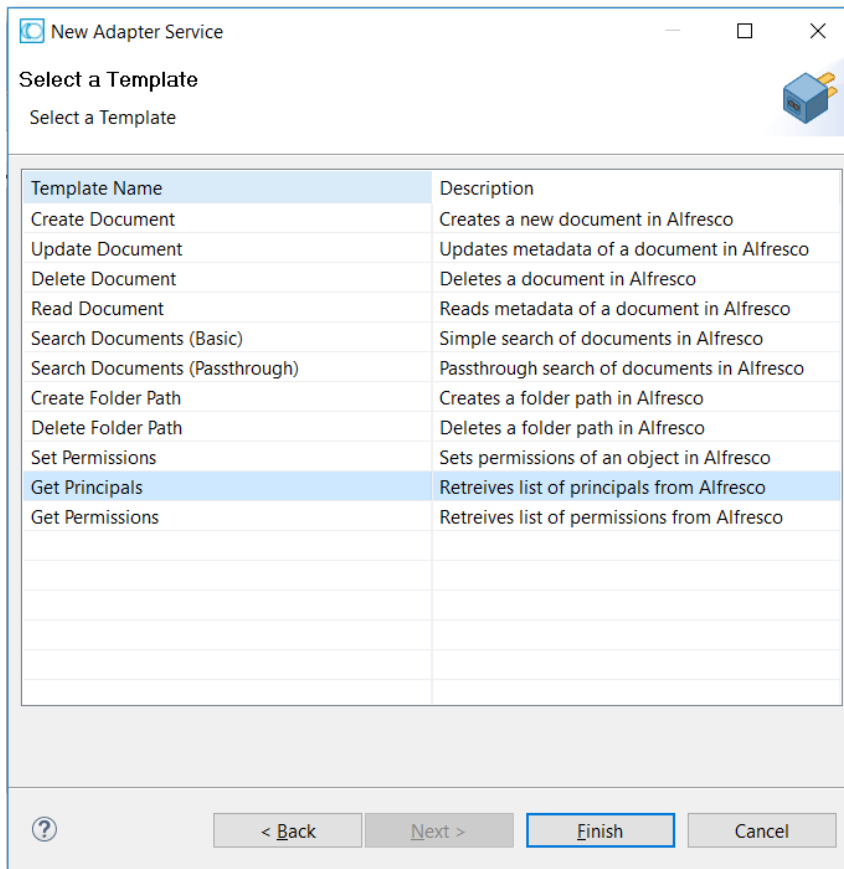 New Adapter Service
Select a Template
Select a Template
Template Name Description
Create Document Creates a new document in Alfresco
Update Document Updates metadata of a document in Alfresco
Delete Document Deletes a document in Alfresco
Read Document Reads metadata of a document in Alfresco
Search Documents (Basic) Simple search of documents in Alfresco
Search Documents (Passthrough) Passthrough search of documents in Alfresco
Create Folder Path Creates a folder path in Alfresco
Delete Folder Path Deletes a folder path in Alfresco
Set Permissions Sets permissions of an object in Alfresco
Get Principals Retreives list of principals from Alfresco
Get Permissions Retreives list of permissions from Alfresco
? < Back Next > Finish Cancel